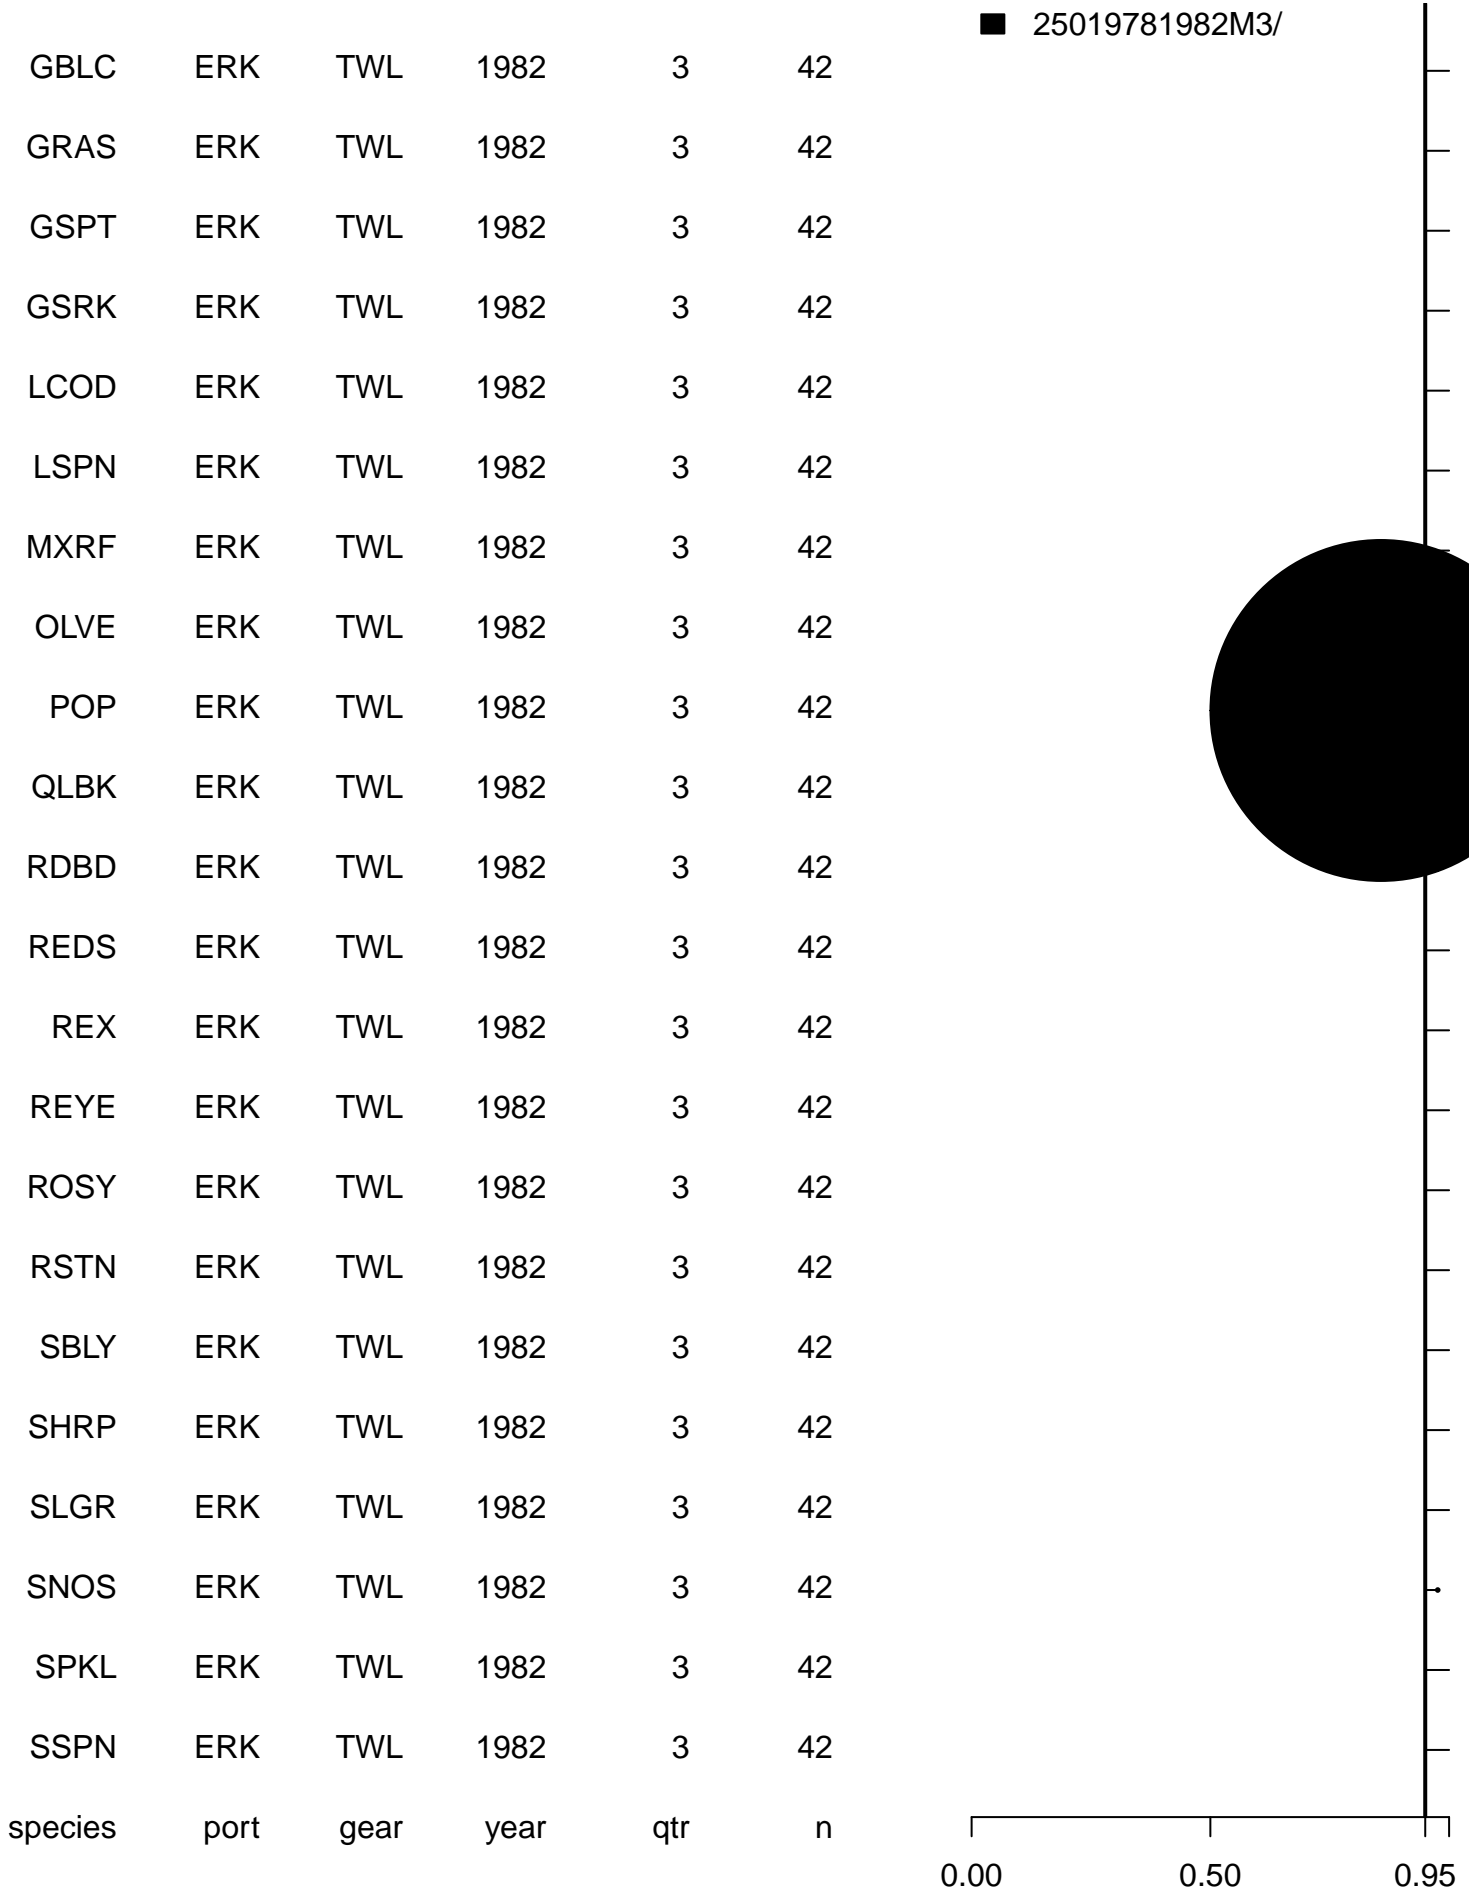 25019781982M3/
GBLC ERK TWL 1982 3 42
GRAS ERK TWL 1982 3 42
GSPT ERK TWL 1982 3 42
GSRK ERK TWL 1982 3 42
LCOD ERK TWL 1982 3 42
LSPN ERK TWL 1982 3 42
MXRF ERK TWL 1982 3 42
OLVE ERK TWL 1982 3 42
POP ERK TWL 1982 3 42
QLBK ERK TWL 1982 3 42
RDBD ERK TWL 1982 3 42
REDS ERK TWL 1982 3 42
REX ERK TWL 1982 3 42
REYE ERK TWL 1982 3 42
ROSY ERK TWL 1982 3 42
RSTN ERK TWL 1982 3 42
SBLY ERK TWL 1982 3 42
SHRP ERK TWL 1982 3 42
SLGR ERK TWL 1982 3 42
SNOS ERK TWL 1982 3 42
SPKL ERK TWL 1982 3 42
SSPN ERK TWL 1982 3 42
species port gear year qtr n
0.00 0.50 0.95